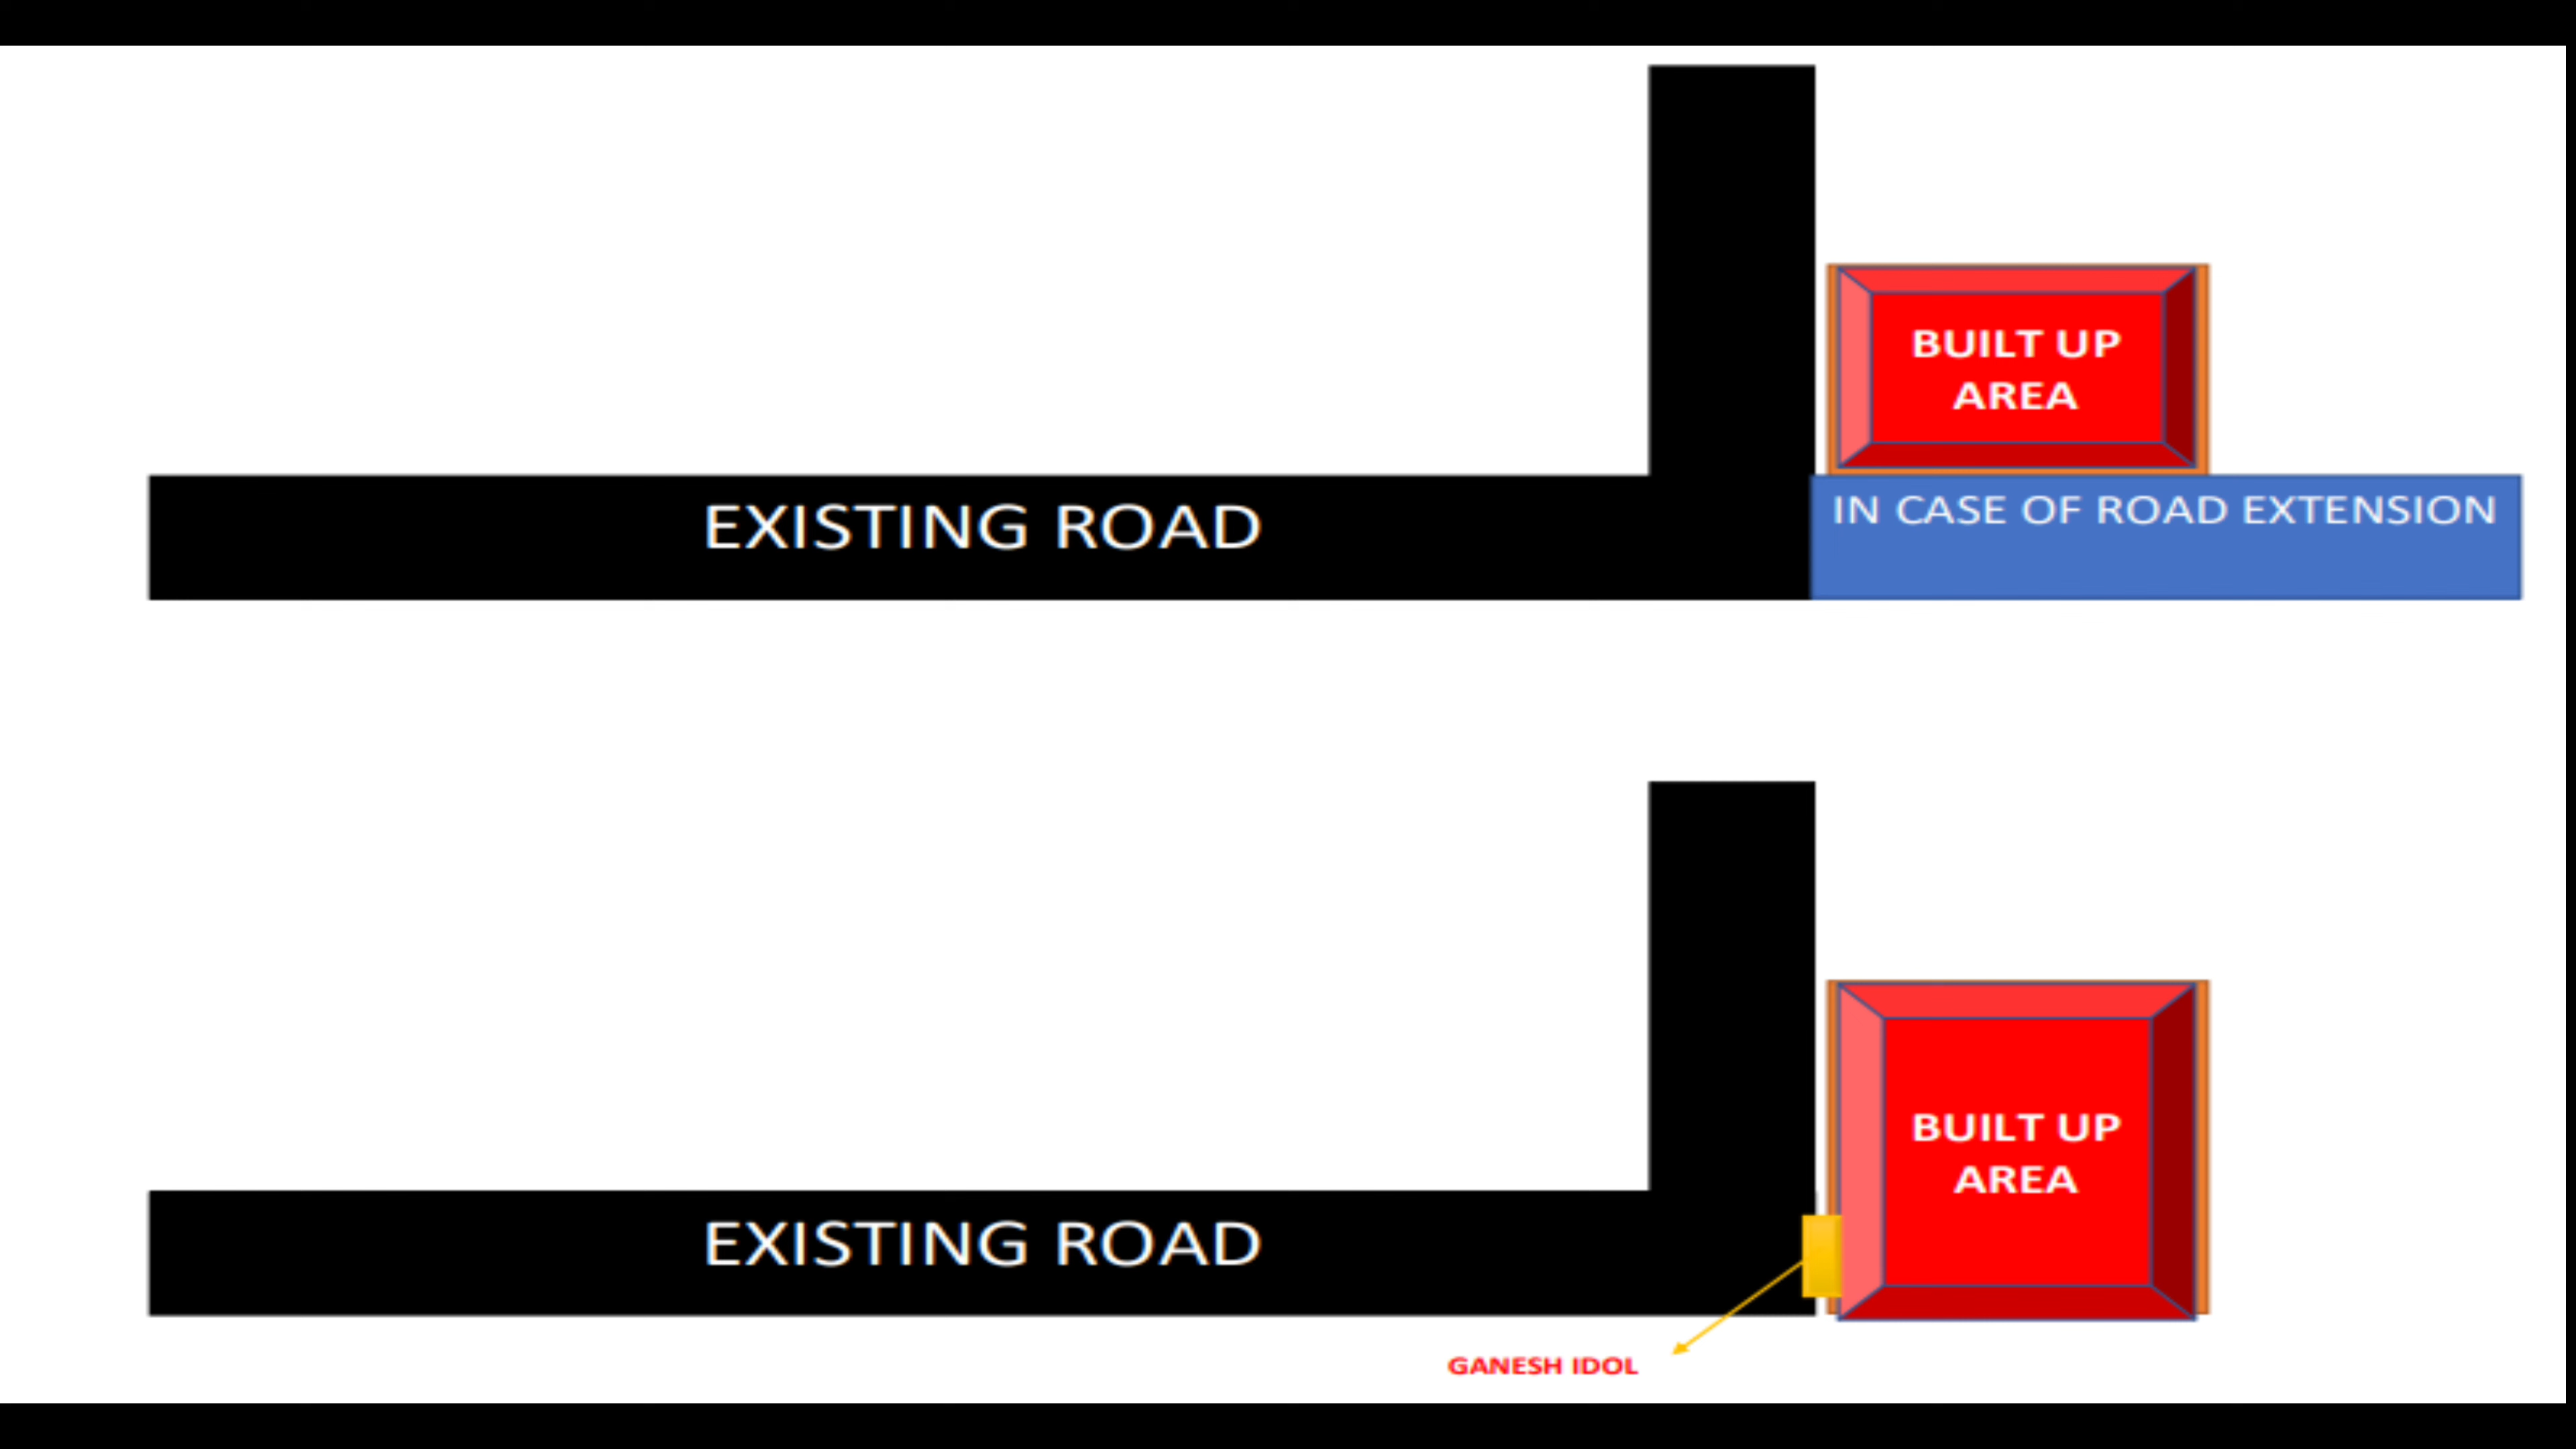 BUILT UP
AREA
EXISTING ROAD
IN CASE OF ROAD EXTENSION
BUILT UP
AREA
EXISTING ROAD
GANESH IDOL